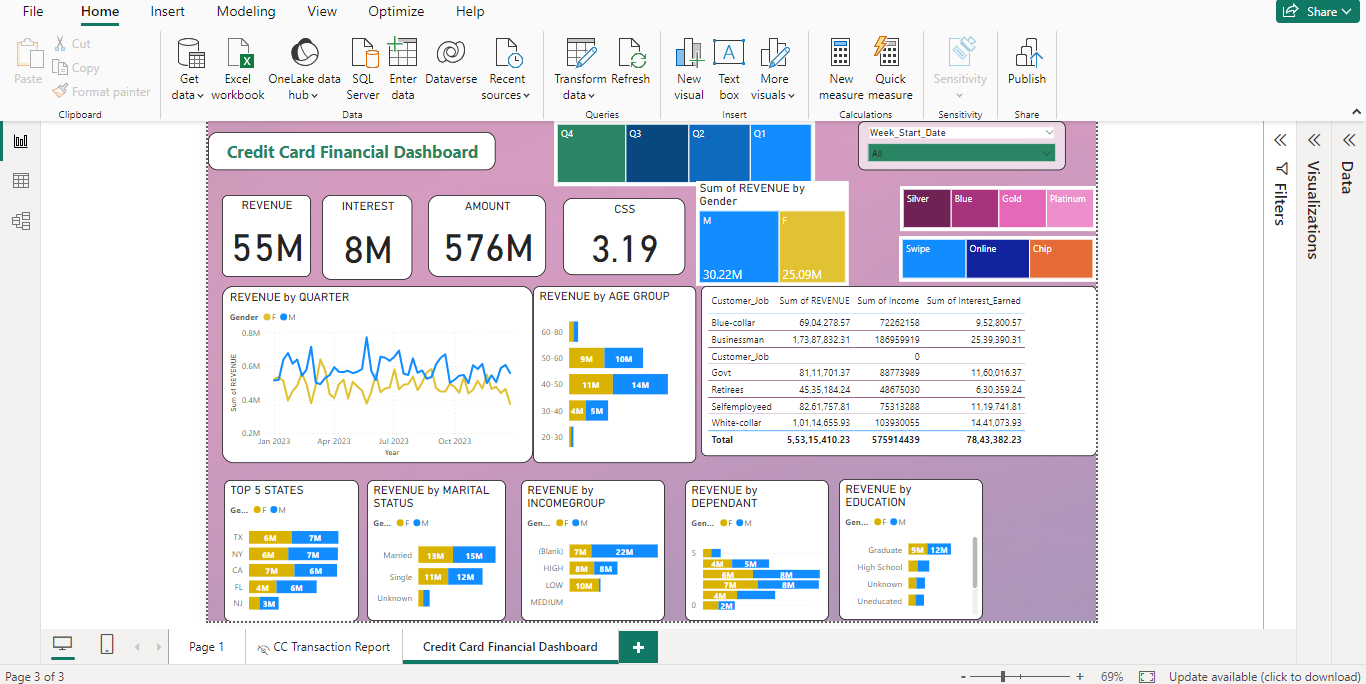 File Home Insert Modeling View Optimize Help Share
Paste
Cut
Copy
Format painter
Clipboard
Get data
Excel workbook
OneLake data hub
SQL Server
Enter data
Dataverse
Recent sources
Data
Transform data
Refresh
Queries
New visual
Text box
More visuals
Insert
New measure
Quick measure
Calculations
Sensitivity
Sensitivity
Publish
Share
Credit Card Financial Dashboard
Q4 Q3 Q2 Q1
Week_Start_Date
All
REVENUE
55M
INTEREST
8M
AMOUNT
576M
CSS
3.19
Sum of REVENUE by
Gender
M F
30.22M 25.09M
Silver Blue Gold Platinum
Swipe Online Chip
REVENUE by QUARTER
Gender F M
Sum of REVENUE
0.8M
0.6M
0.4M
0.2M
Jan 2023 Apr 2023 Jul 2023 Oct 2023
Year
REVENUE by AGE GROUP
60-80
50-60 9M 10M
40-50 11M 14M
30-40 4M 5M
20-30
Customer_Job Sum of REVENUE Sum of Income Sum of Interest_Earned
Blue-collar 69,04,278.57 72262158 9,52,800.57
Businessman 1,73,87,832.31 186959919 25,39,390.31
Customer_Job 0
Govt 81,11,701.37 88773989 11,60,016.37
Retirees 45,35,184.24 48675030 6,30,359.24
Selfemployeed 82,61,757.81 75313288 11,19,741.81
White-collar 1,01,14,655.93 103930055 14,41,073.93
Total 5,53,15,410.23 575914439 78,43,382.23
TOP 5 STATES
Ge... F M
TX 6M 7M
NY 6M 7M
CA 7M 6M
FL 4M 6M
NJ 3M
REVENUE by MARITAL
STATUS
Ge... F M
Married 13M 15M
Single 11M 12M
Unknown
REVENUE by
INCOMEGROUP
Gen... F M
(Blank) 7M 22M
HIGH 8M 8M
LOW 10M
MEDIUM
REVENUE by
DEPENDANT
Gen... F M
5
4M 5M
6M 8M
7M 8M
4M
0 2M
REVENUE by
EDUCATION
Gen... F M
Graduate 9M 12M
High School
Unknown
Uneducated
Filters
Visualizations
Data
Page 1 CC Transaction Report Credit Card Financial Dashboard +
Page 3 of 3
- + 69% Update available (click to download)